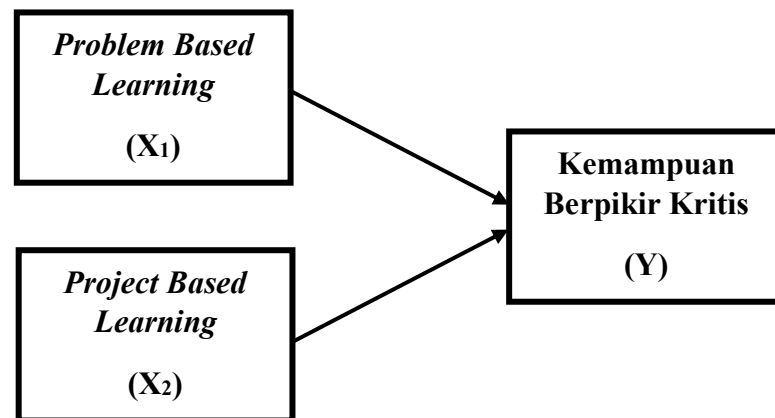 Problem Based
Learning
(X₁)
Kemampuan
Berpikir Kritis
(Y)
Project Based
Learning
(X₂)